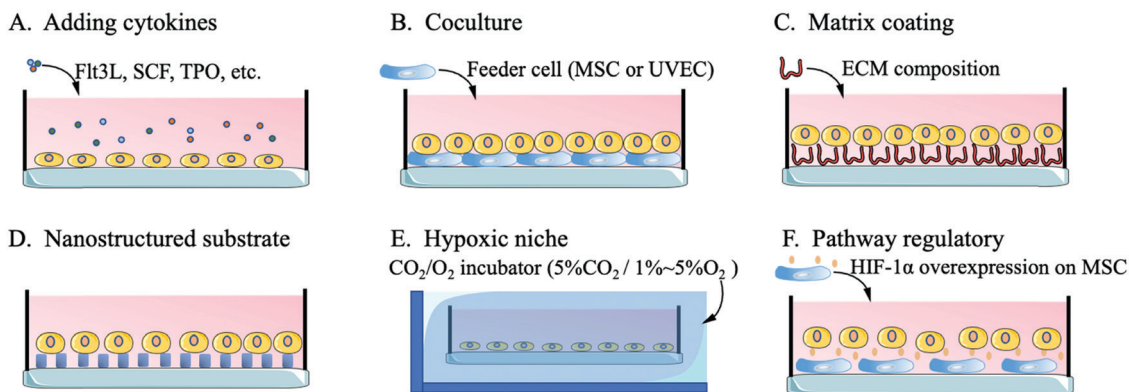 A. Adding cytokines
Flt3L, SCF, TPO, etc.
B. Coculture
Feeder cell (MSC or UVEC)
C. Matrix coating
ECM composition
D. Nanostructured substrate
E. Hypoxic niche
CO₂/O₂ incubator (5%CO₂ / 1%~5%O₂ )
F. Pathway regulatory
HIF-1α overexpression on MSC